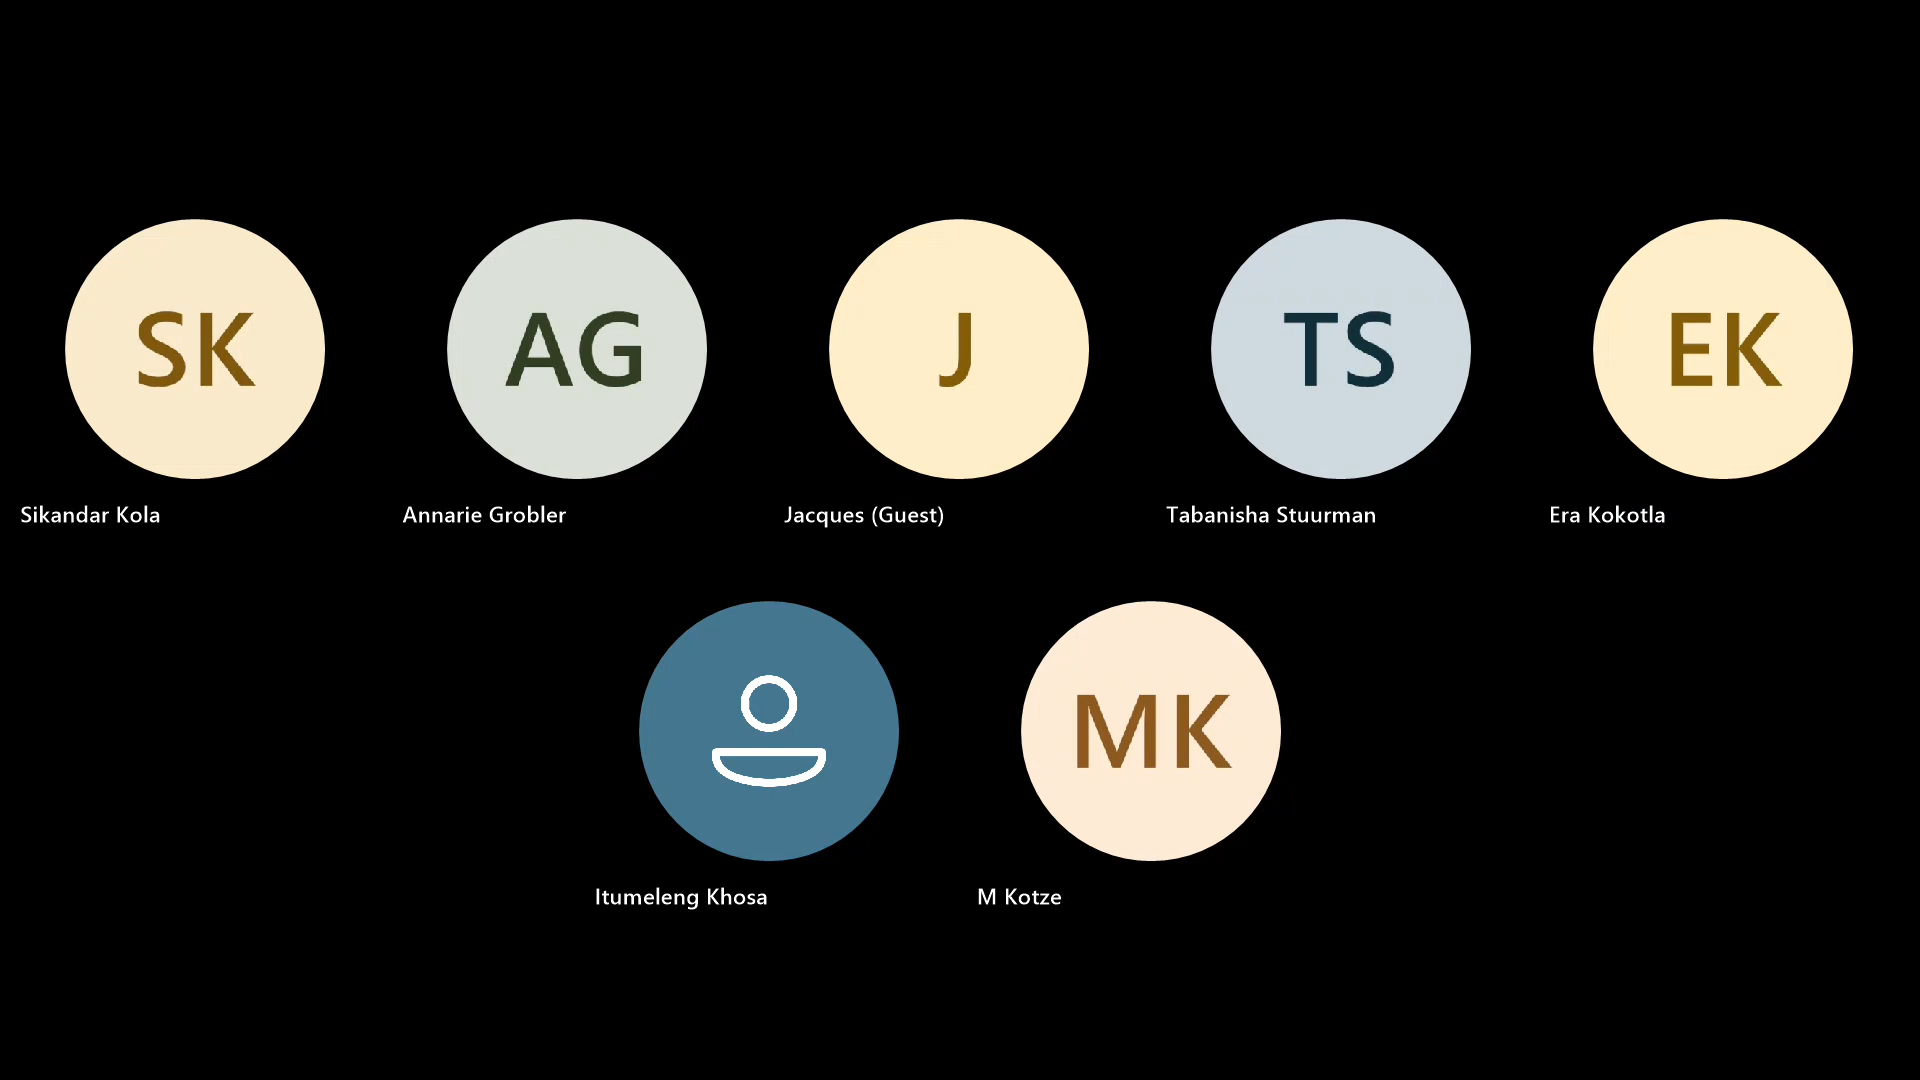 SK
AG
J
TS
EK
Sikandar Kola
Annarie Grobler
Jacques (Guest)
Tabanisha Stuurman
Era Kokotla
MK
Itumeleng Khosa
M Kotze